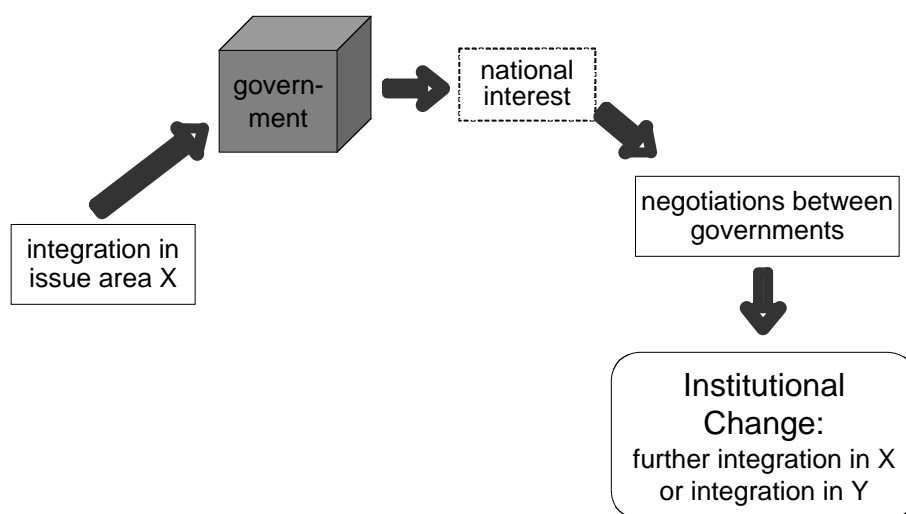 govern-
ment
national
interest
integration in
issue area X
negotiations between
governments
Institutional
Change:
further integration in X
or integration in Y